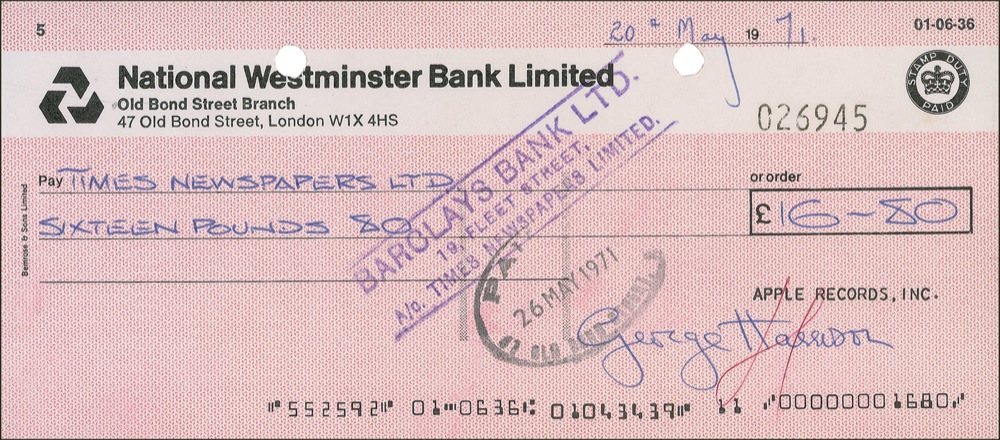 5
20th May 1971.
01-06-36
National Westminster Bank Limited
Old Bond Street Branch
47 Old Bond Street, London W1X 4HS
STAMP DUTY PAID
026945
Pay TIMES NEWSPAPERS LTD or order
SIXTEEN POUNDS 80 £16-80
Bemrose & Sons Limited
BARCLAYS BANK LTD.
19, FLEET STREET,
A/c. TIMES NEWSPAPERS LIMITED.
26 MAY 1971
APPLE RECORDS, INC.
George Harrison
⑈552592⑈ 01⑉0636⑆ 01043439⑈ 11 ⑇0000001680⑇